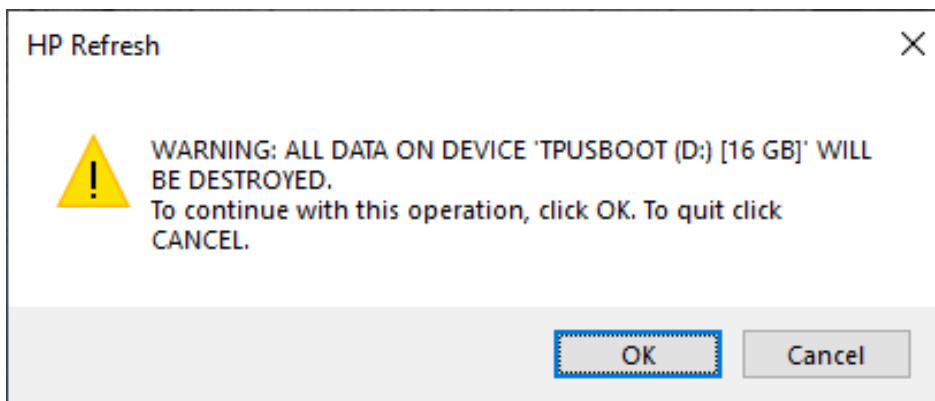 HP Refresh
WARNING: ALL DATA ON DEVICE 'TPUSBOOT (D:) [16 GB]' WILL
BE DESTROYED.
To continue with this operation, click OK. To quit click
CANCEL.
OK
Cancel